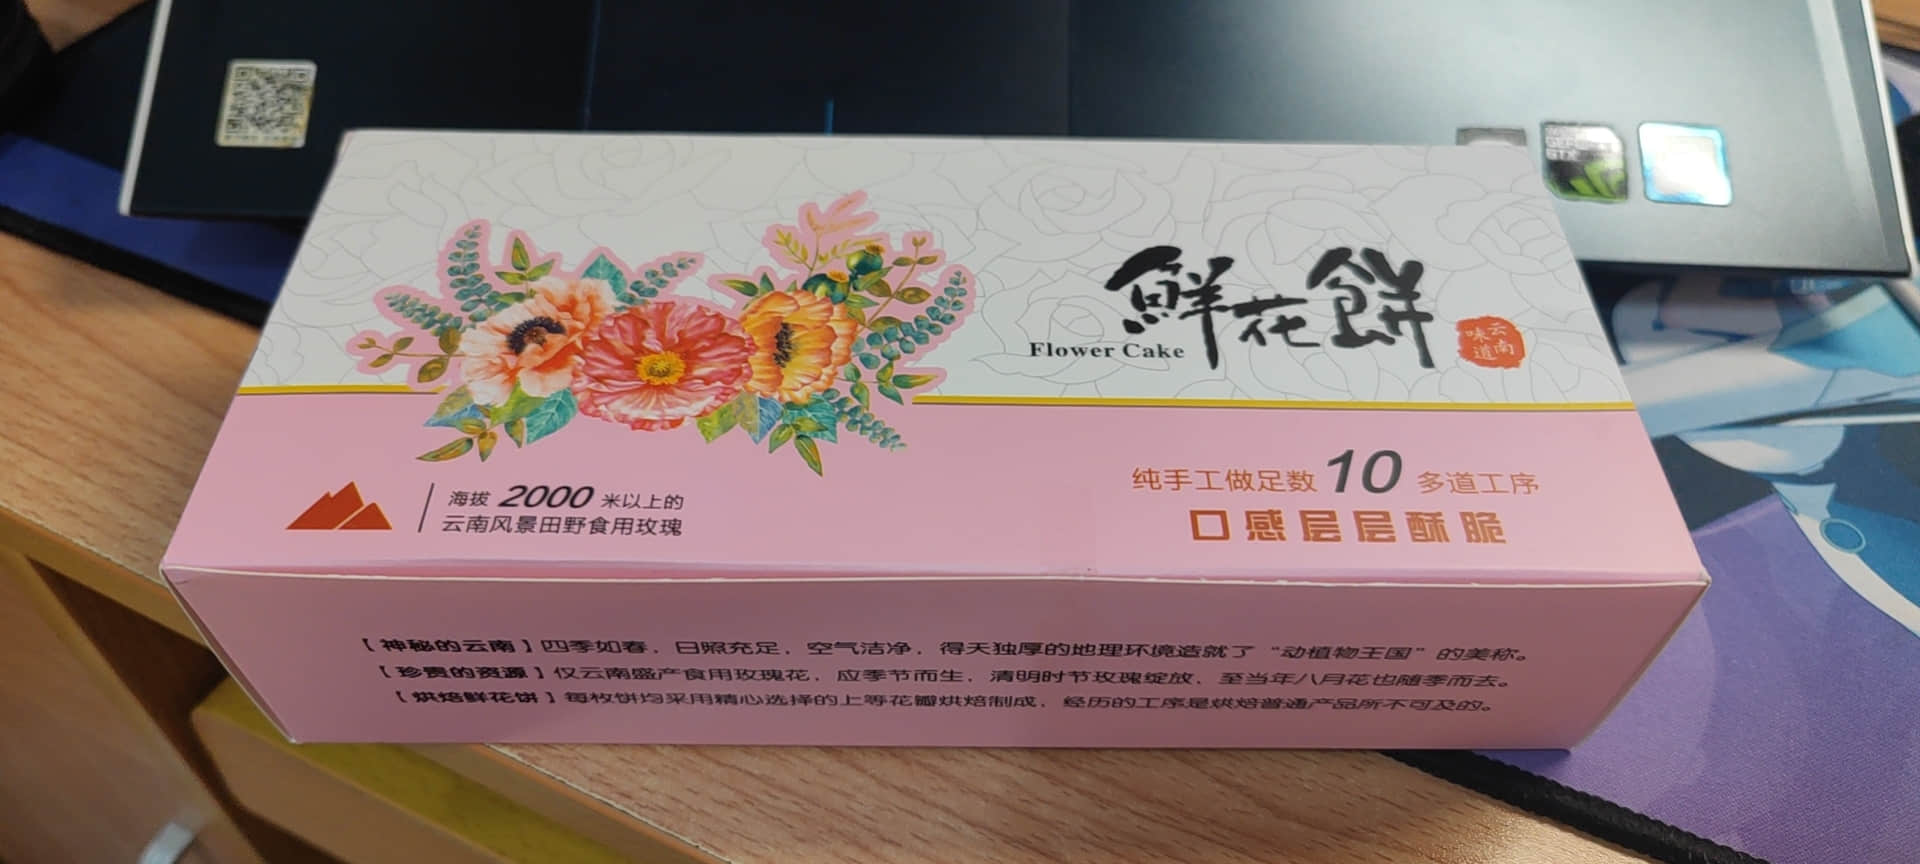 GEFORCE
GTX
鮮花餅
Flower Cake
云南
味道
海拔 2000 米以上的
云南风景田野食用玫瑰
纯手工做足数 10 多道工序
口感层层酥脆
【神秘的云南】四季如春，日照充足，空气洁净，得天独厚的地理环境造就了“动植物王国”的美称。
【珍贵的资源】仅云南盛产食用玫瑰花，应季节而生，清明时节玫瑰绽放，至当年八月花也随季而去。
【烘焙鲜花饼】每枚饼均采用精心选择的上等花瓣烘焙制成，经历的工序是烘焙普通产品所不可及的。